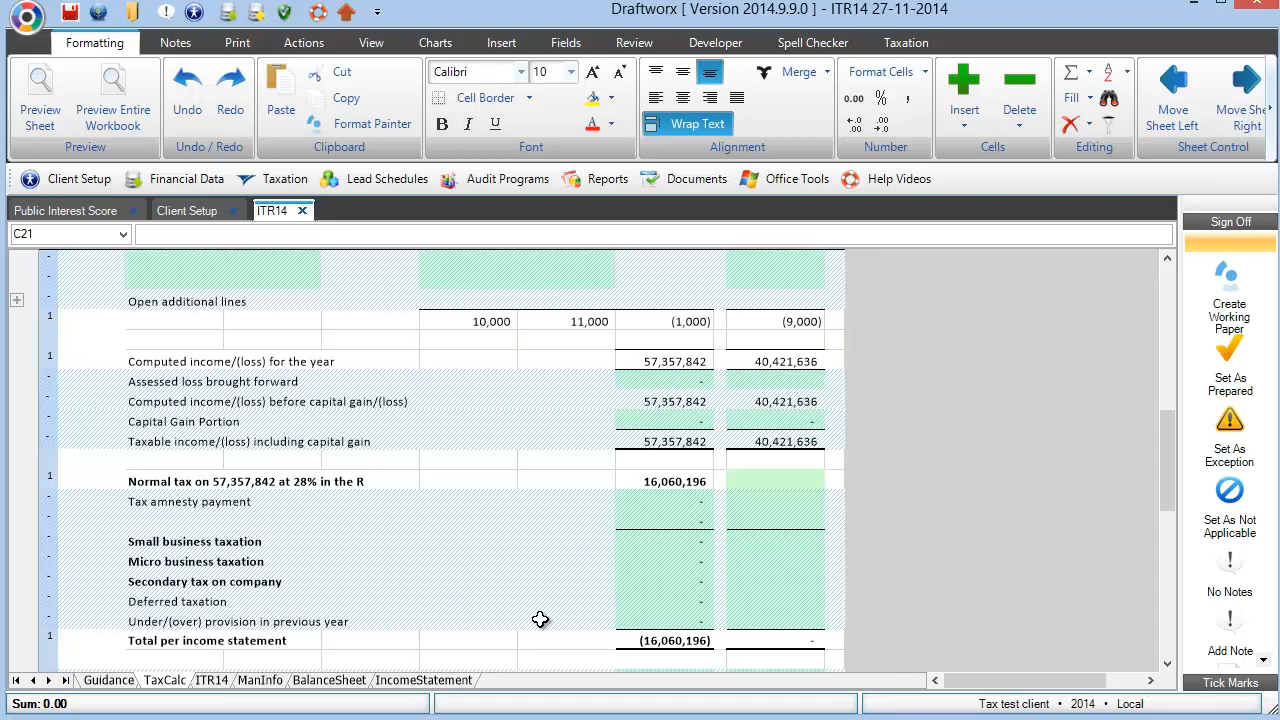 Draftworx [ Version 2014.9.9.0 ] - ITR14 27-11-2014
Formatting Notes Print Actions View Charts Insert Fields Review Developer Spell Checker Taxation
Preview Sheet
Preview Entire Workbook
Preview
Undo
Redo
Undo / Redo
Paste
Cut
Copy
Format Painter
Clipboard
Calibri 10
Cell Border
B I U
Font
Merge
Wrap Text
Alignment
Format Cells
0.00 % ,
Number
Insert
Delete
Cells
Fill
Editing
Move Sheet Left
Move She
Right
Sheet Control
Client Setup Financial Data Taxation Lead Schedules Audit Programs Reports Documents Office Tools Help Videos
Public Interest Score Client Setup ITR14
C21
Open additional lines
1 10,000 11,000 (1,000) (9,000)
1 Computed income/(loss) for the year 57,357,842 40,421,636
Assessed loss brought forward -
Computed income/(loss) before capital gain/(loss) 57,357,842 40,421,636
Capital Gain Portion - -
Taxable income/(loss) including capital gain 57,357,842 40,421,636
1 Normal tax on 57,357,842 at 28% in the R 16,060,196
Tax amnesty payment -
-
Small business taxation -
Micro business taxation -
Secondary tax on company -
Deferred taxation -
Under/(over) provision in previous year -
1 Total per income statement (16,060,196) -
Guidance TaxCalc ITR14 ManInfo BalanceSheet IncomeStatement
Sum: 0.00
Tax test client • 2014 • Local
Sign Off
Create Working Paper
Set As Prepared
Set As Exception
Set As Not Applicable
No Notes
Add Note
Tick Marks